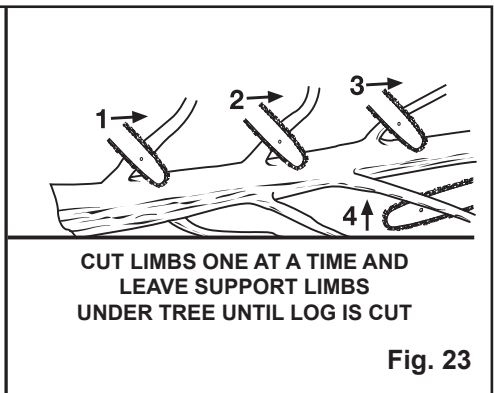 1
2
3
4
CUT LIMBS ONE AT A TIME AND
LEAVE SUPPORT LIMBS
UNDER TREE UNTIL LOG IS CUT
Fig. 23